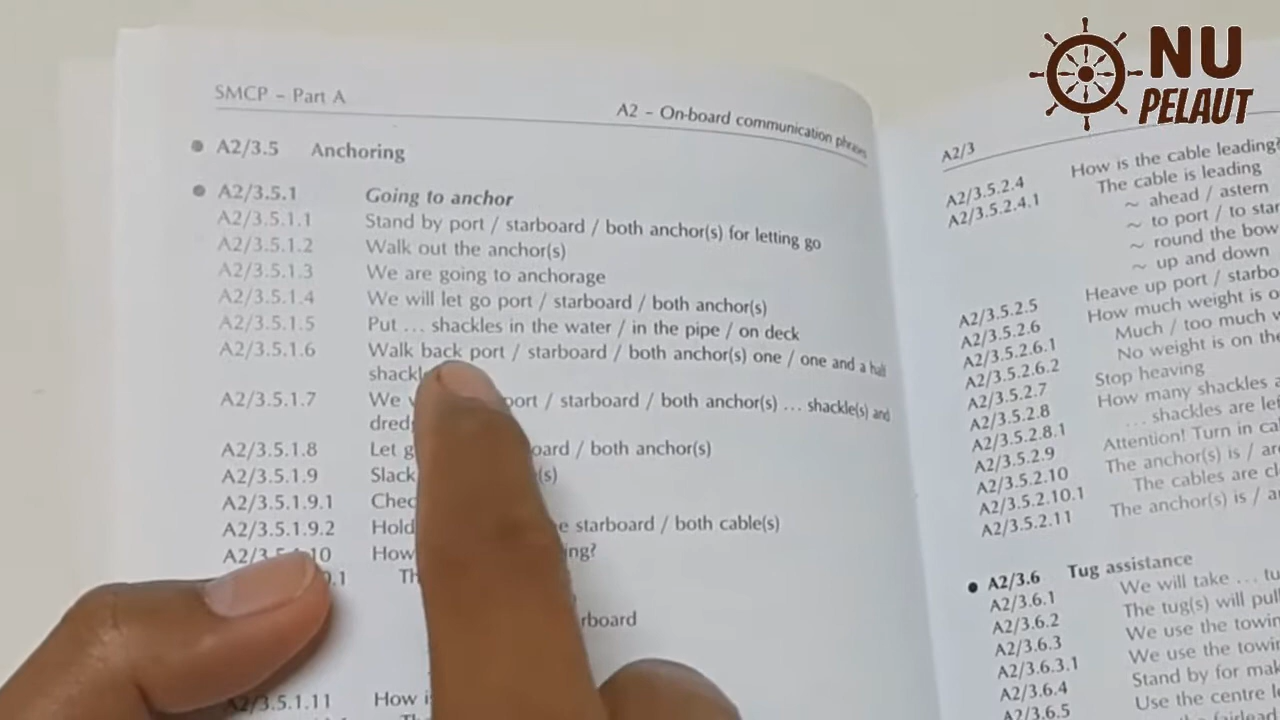 NU
PELAUT
SMCP – Part A
A2 – On-board communication phrases
A2/3.5 Anchoring
A2/3.5.1 Going to anchor
A2/3.5.1.1 Stand by port / starboard / both anchor(s) for letting go
A2/3.5.1.2 Walk out the anchor(s)
A2/3.5.1.3 We are going to anchorage
A2/3.5.1.4 We will let go port / starboard / both anchor(s)
A2/3.5.1.5 Put ... shackles in the water / in the pipe / on deck
A2/3.5.1.6 Walk back port / starboard / both anchor(s) one / one and a half
A2/3.5.1.7 We port / starboard / both anchor(s) ... shackle(s) and
A2/3.5.1.8 Let / both anchor(s)
A2/3.5.1.9 Slack
A2/3.5.1.9.1
A2/3.5.1.9.2 Hold starboard / both cable(s)
How
A2/3.5.1.11 How
A2/3
A2/3.5.2.4 How is the cable leading?
A2/3.5.2.4.1 The cable is leading
~ ahead / astern
~ to port / to
~ round the bow
~ up and down
A2/3.5.2.5 Heave up port /
A2/3.5.2.6 How much weight is
A2/3.5.2.6.1 Much / too much
A2/3.5.2.6.2 No weight is on the
A2/3.5.2.7 Stop heaving
A2/3.5.2.8 How many shackles
A2/3.5.2.8.1 ... shackles are
A2/3.5.2.9 Attention! Turn in
A2/3.5.2.10 The anchor(s) is /
A2/3.5.2.10.1 The cables are
A2/3.5.2.11 The anchor(s) is /
A2/3.6 Tug assistance
A2/3.6.1 We will take ...
A2/3.6.2 The tug(s) will
A2/3.6.3 We use the
A2/3.6.3.1 We use the
A2/3.6.4 Stand by for
A2/3.6.5 Use the centre